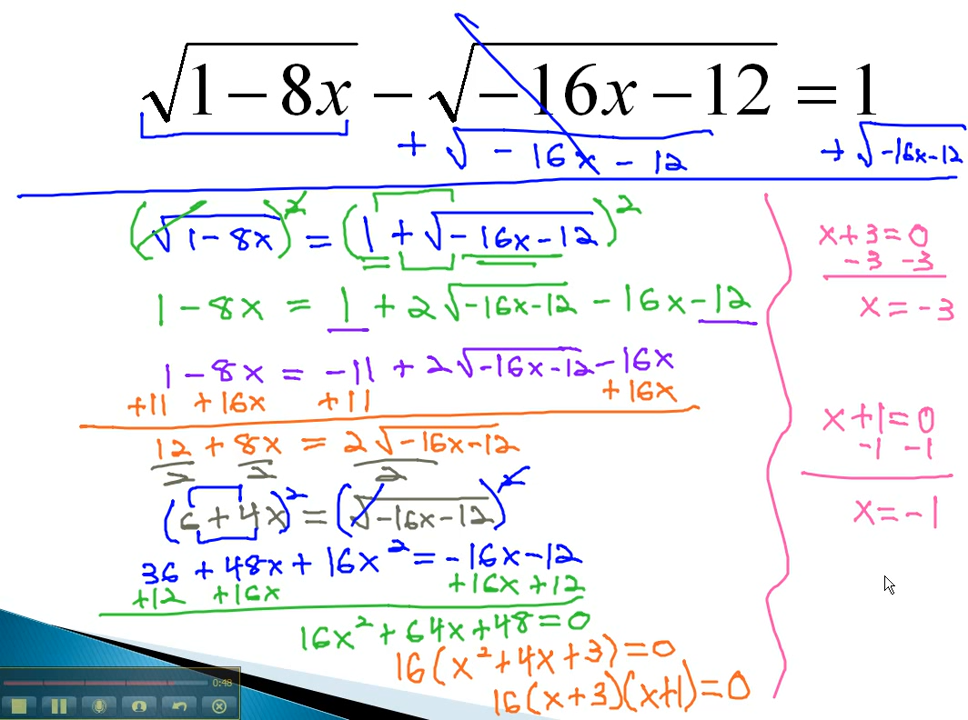 √(1 − 8x) − √(−16x − 12) = 1
+ √(−16x − 12) + √(−16x−12)
(√(1−8x))² = (1 + √(−16x−12))²
1 − 8x = 1 + 2√(−16x−12) − 16x − 12
1 − 8x = −11 + 2√(−16x−12) − 16x
+11 + 16x +11 + 16x
12 + 8x = 2√(−16x−12)
2 2 2
(6 + 4x)² = (√(−16x−12))²
36 + 48x + 16x² = −16x − 12
+12 +16x +16x +12
16x² + 64x + 48 = 0
16(x² + 4x + 3) = 0
16(x+3)(x+1) = 0
x + 3 = 0
−3 −3
x = −3
x + 1 = 0
−1 −1
x = −1
0:48